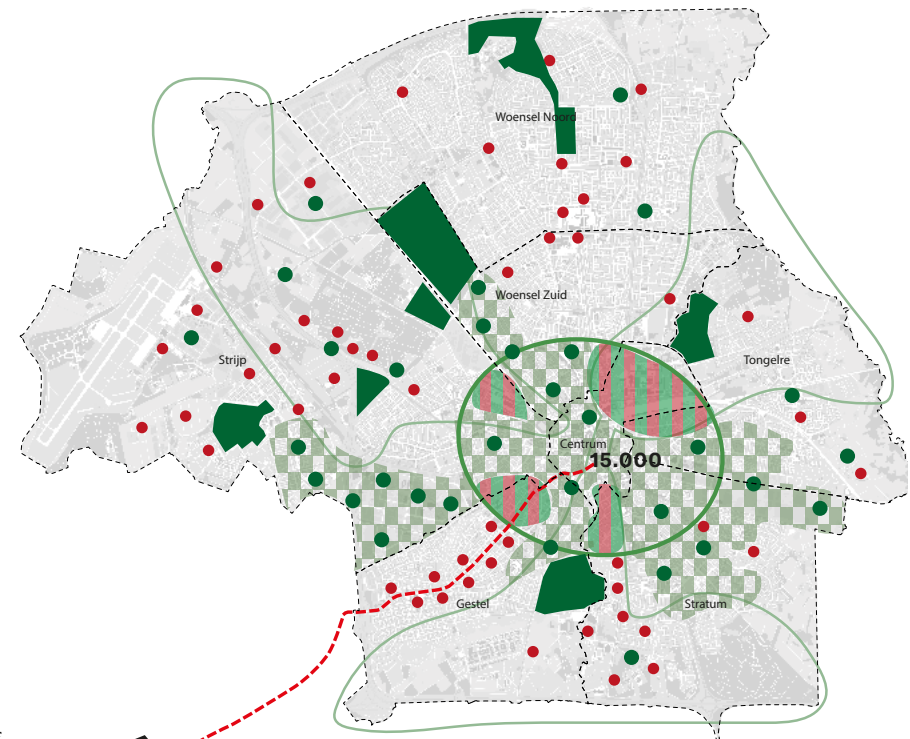 Woensel Noord
Woensel Zuid
Strijp
Tongelre
Centrum
15.000
Gestel
Stratum